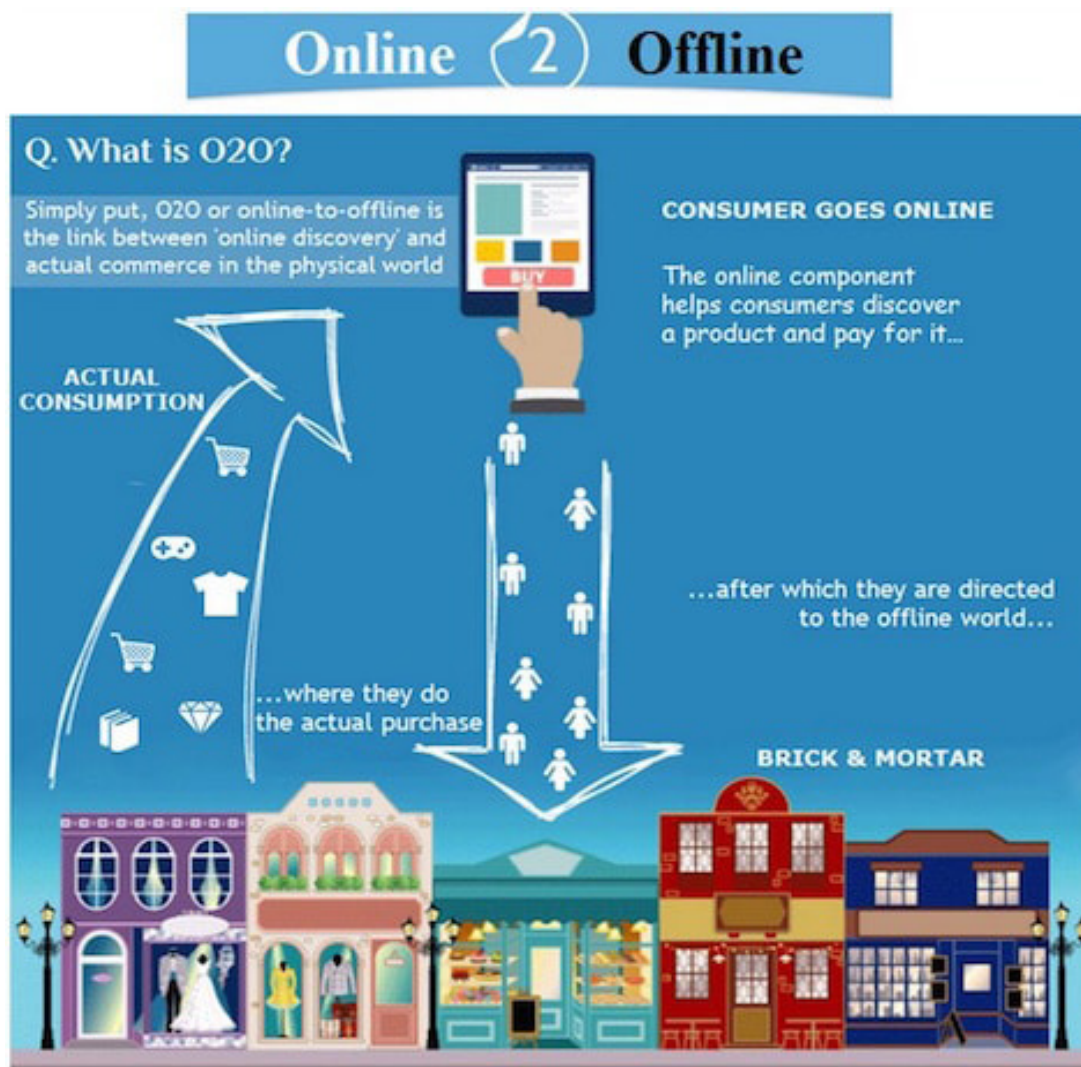 Online 2 Offline
Q. What is O2O?
Simply put, O2O or online-to-offline is
the link between 'online discovery' and
actual commerce in the physical world
BUY
CONSUMER GOES ONLINE
The online component
helps consumers discover
a product and pay for it...
...after which they are directed
to the offline world...
BRICK & MORTAR
...where they do
the actual purchase
ACTUAL
CONSUMPTION